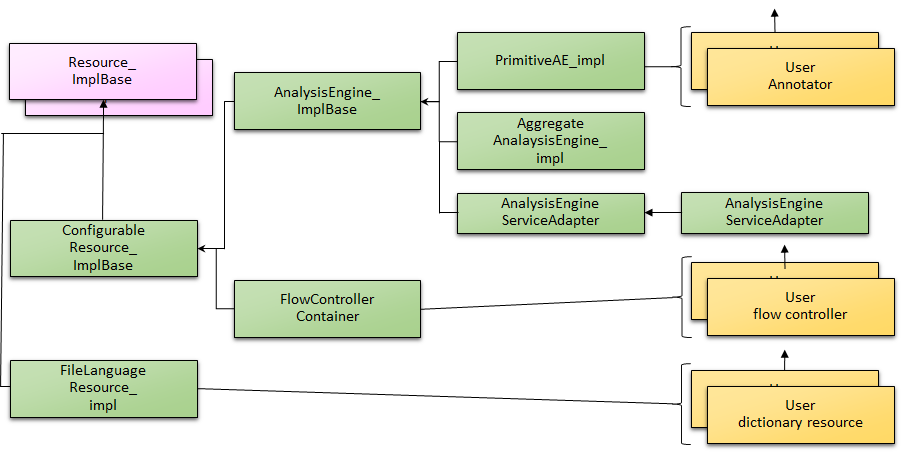 Resource_
ImplBase
AnalysisEngine_
ImplBase
PrimitiveAE_impl
User
Annotator
Aggregate
AnalaysisEngine_
impl
AnalysisEngine
ServiceAdapter
AnalysisEngine
ServiceAdapter
Configurable
Resource_
ImplBase
FlowController
Container
User
flow controller
FileLanguage
Resource_
impl
User
dictionary resource